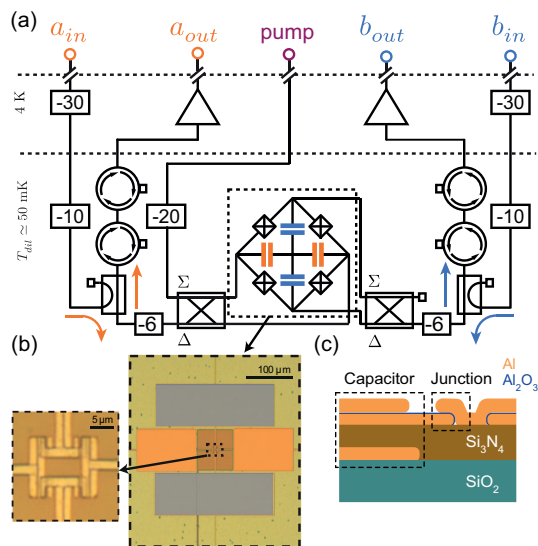 (a)
a_in a_out pump b_out b_in
4 K
-30 -30
T_dil ≃ 50 mK
-10 -20 -10
Σ Σ
-6 -6
Δ Δ
(b) (c)
100 μm
5 μm
Capacitor Junction Al
Al₂O₃
Si₃N₄
SiO₂